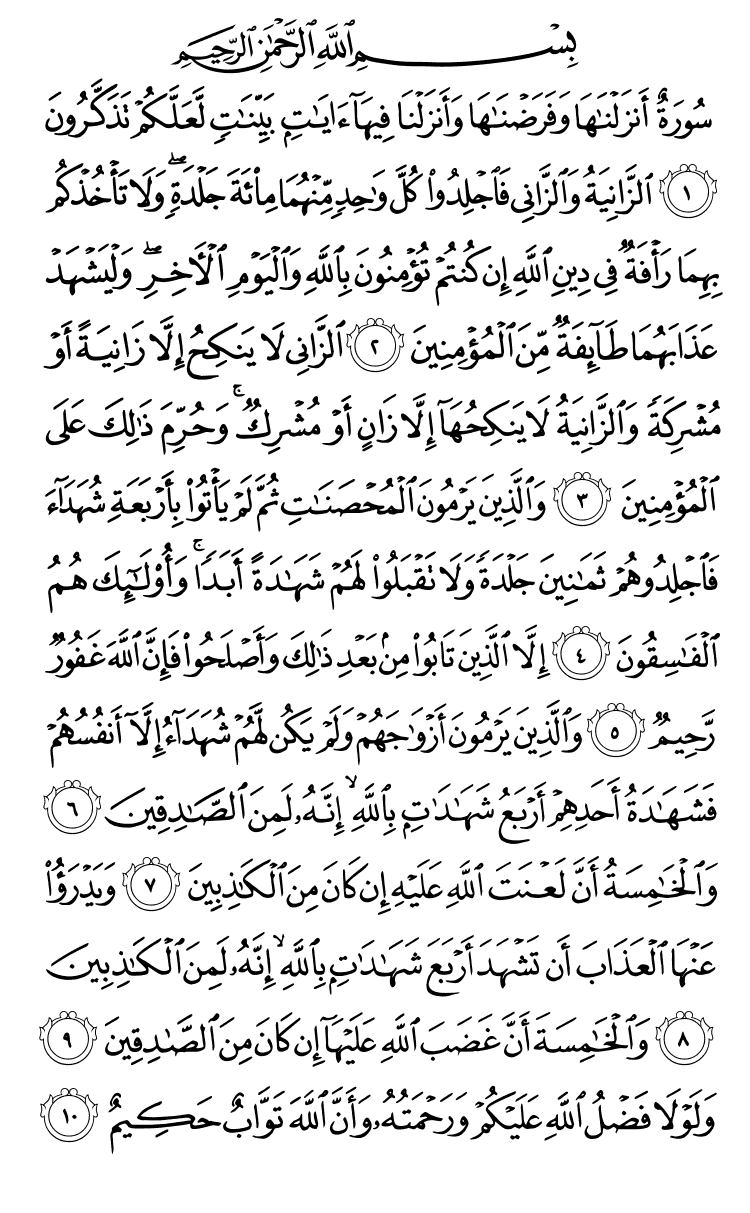 بِسْمِ ٱللَّهِ ٱلرَّحْمَٰنِ ٱلرَّحِيمِ
سُورَةٌ أَنزَلْنَٰهَا وَفَرَضْنَٰهَا وَأَنزَلْنَا فِيهَآ ءَايَٰتٍۭ بَيِّنَٰتٍ لَّعَلَّكُمْ تَذَكَّرُونَ
١ ٱلزَّانِيَةُ وَٱلزَّانِى فَٱجْلِدُوا۟ كُلَّ وَٰحِدٍ مِّنْهُمَا مِا۟ئَةَ جَلْدَةٍ ۖ وَلَا تَأْخُذْكُم
بِهِمَا رَأْفَةٌ فِى دِينِ ٱللَّهِ إِن كُنتُمْ تُؤْمِنُونَ بِٱللَّهِ وَٱلْيَوْمِ ٱلْءَاخِرِ ۖ وَلْيَشْهَدْ
عَذَابَهُمَا طَآئِفَةٌ مِّنَ ٱلْمُؤْمِنِينَ ٢ ٱلزَّانِى لَا يَنكِحُ إِلَّا زَانِيَةً أَوْ
مُشْرِكَةً وَٱلزَّانِيَةُ لَا يَنكِحُهَآ إِلَّا زَانٍ أَوْ مُشْرِكٌ ۚ وَحُرِّمَ ذَٰلِكَ عَلَى
ٱلْمُؤْمِنِينَ ٣ وَٱلَّذِينَ يَرْمُونَ ٱلْمُحْصَنَٰتِ ثُمَّ لَمْ يَأْتُوا۟ بِأَرْبَعَةِ شُهَدَآءَ
فَٱجْلِدُوهُمْ ثَمَٰنِينَ جَلْدَةً وَلَا تَقْبَلُوا۟ لَهُمْ شَهَٰدَةً أَبَدًا ۚ وَأُو۟لَٰٓئِكَ هُمُ
ٱلْفَٰسِقُونَ ٤ إِلَّا ٱلَّذِينَ تَابُوا۟ مِنۢ بَعْدِ ذَٰلِكَ وَأَصْلَحُوا۟ فَإِنَّ ٱللَّهَ غَفُورٌ
رَّحِيمٌ ٥ وَٱلَّذِينَ يَرْمُونَ أَزْوَٰجَهُمْ وَلَمْ يَكُن لَّهُمْ شُهَدَآءُ إِلَّآ أَنفُسُهُمْ
فَشَهَٰدَةُ أَحَدِهِمْ أَرْبَعُ شَهَٰدَٰتٍۭ بِٱللَّهِ ۙ إِنَّهُۥ لَمِنَ ٱلصَّٰدِقِينَ ٦
وَٱلْخَٰمِسَةُ أَنَّ لَعْنَتَ ٱللَّهِ عَلَيْهِ إِن كَانَ مِنَ ٱلْكَٰذِبِينَ ٧ وَيَدْرَؤُا۟
عَنْهَا ٱلْعَذَابَ أَن تَشْهَدَ أَرْبَعَ شَهَٰدَٰتٍۭ بِٱللَّهِ ۙ إِنَّهُۥ لَمِنَ ٱلْكَٰذِبِينَ
٨ وَٱلْخَٰمِسَةَ أَنَّ غَضَبَ ٱللَّهِ عَلَيْهَآ إِن كَانَ مِنَ ٱلصَّٰدِقِينَ ٩
وَلَوْلَا فَضْلُ ٱللَّهِ عَلَيْكُمْ وَرَحْمَتُهُۥ وَأَنَّ ٱللَّهَ تَوَّابٌ حَكِيمٌ ١٠